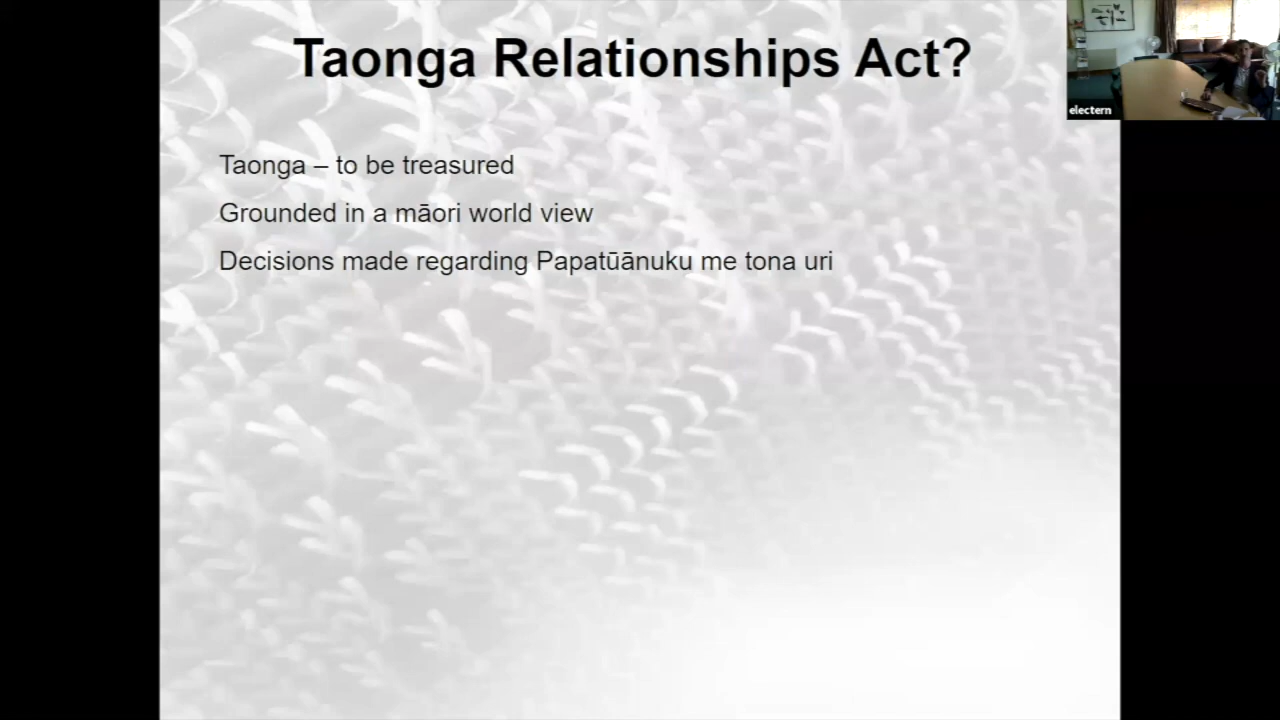 Taonga Relationships Act?
electern
Taonga – to be treasured
Grounded in a māori world view
Decisions made regarding Papatūānuku me tona uri